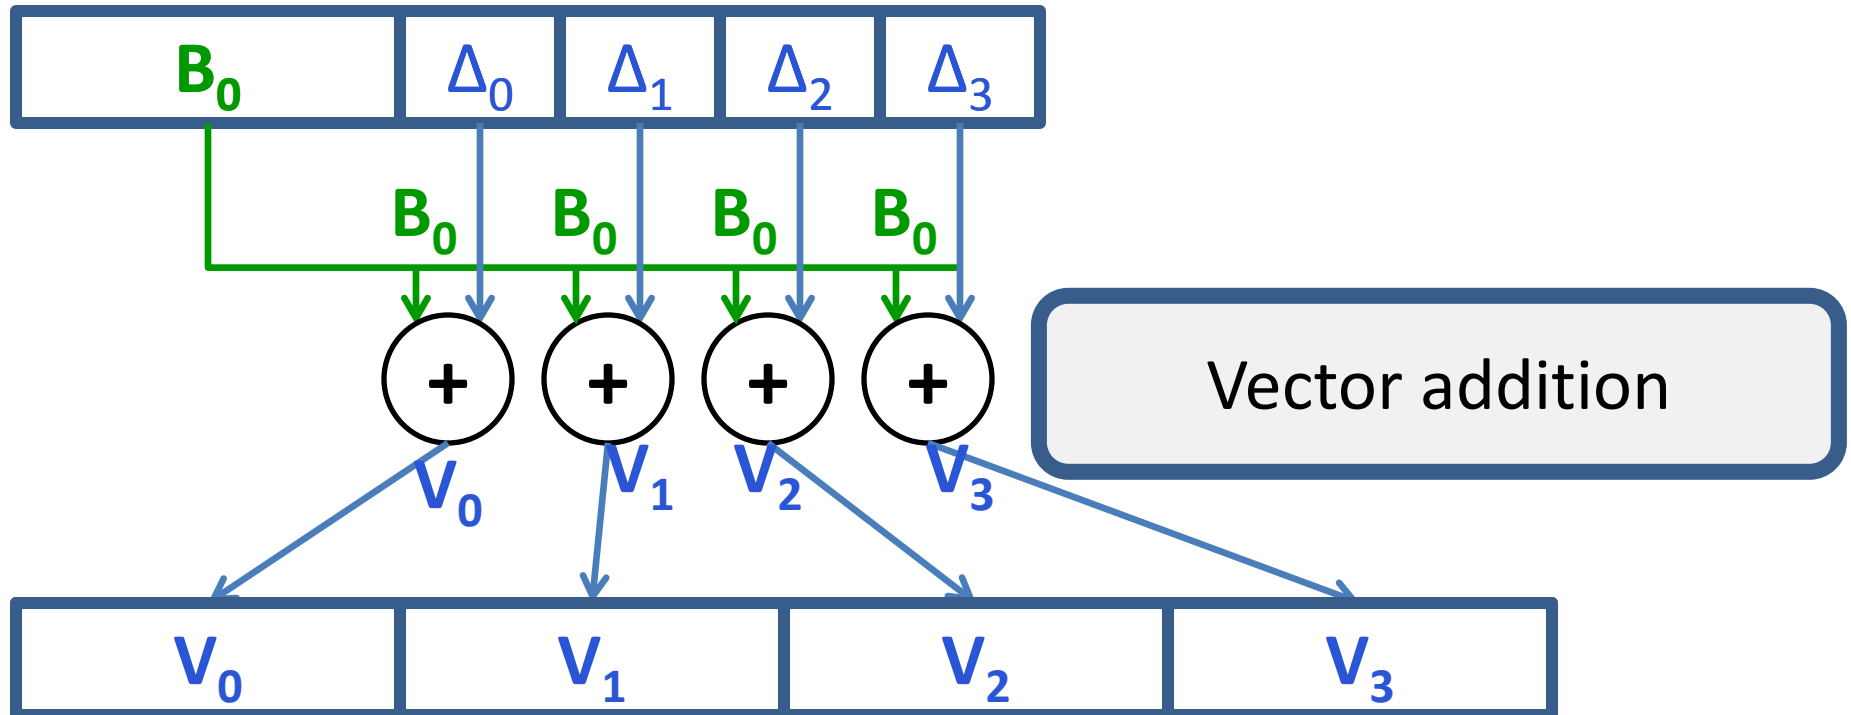 B₀ Δ₀ Δ₁ Δ₂ Δ₃
B₀ B₀ B₀ B₀
+ + + +
Vector addition
V₀ V₁ V₂ V₃
V₀ V₁ V₂ V₃